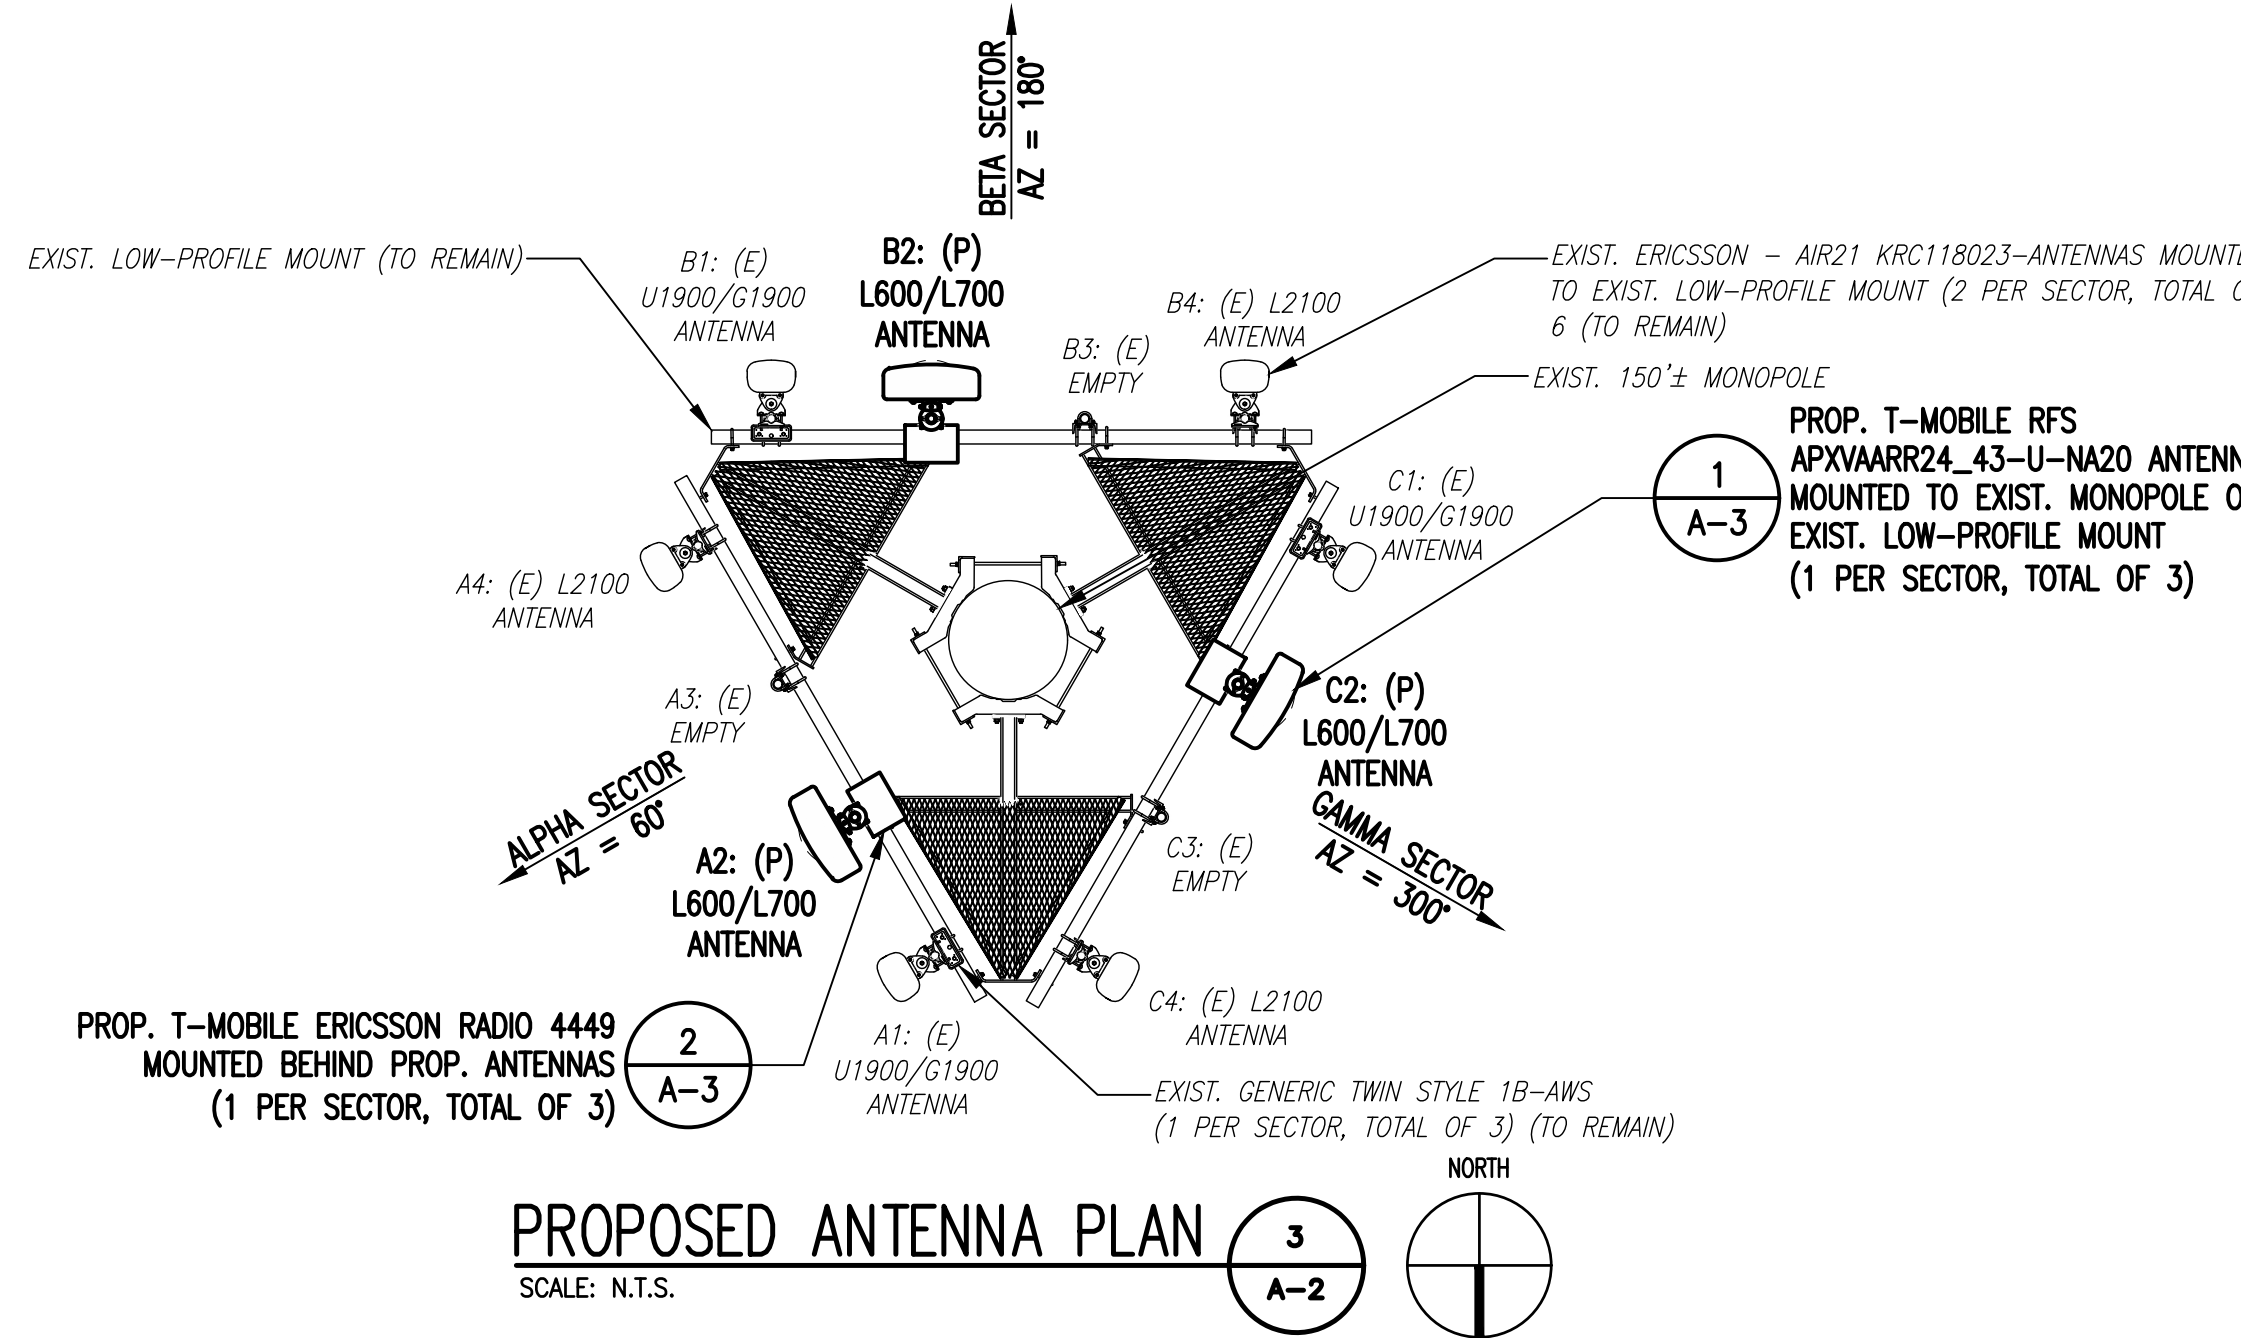 BETA SECTOR
AZ = 180°
EXIST. LOW-PROFILE MOUNT (TO REMAIN)
B1: (E)
U1900/G1900
ANTENNA
B2: (P)
L600/L700
ANTENNA
B3: (E)
EMPTY
B4: (E) L2100
ANTENNA
EXIST. ERICSSON - AIR21 KRC118023-ANTENNAS
TO EXIST. LOW-PROFILE MOUNT (2 PER SECTOR, TOTAL
6 (TO REMAIN)
EXIST. 150'± MONOPOLE
1
A-3
PROP. T-MOBILE RFS
APXVAARR24_43-U-NA20
MOUNTED TO EXIST. MONOPOLE
EXIST. LOW-PROFILE MOUNT
(1 PER SECTOR, TOTAL OF 3)
C1: (E)
U1900/G1900
ANTENNA
A4: (E) L2100
ANTENNA
A3: (E)
EMPTY
C2: (P)
L600/L700
ANTENNA
ALPHA SECTOR
AZ = 60°
GAMMA SECTOR
AZ = 300°
A2: (P)
L600/L700
ANTENNA
C3: (E)
EMPTY
C4: (E) L2100
ANTENNA
A1: (E)
U1900/G1900
ANTENNA
PROP. T-MOBILE ERICSSON RADIO 4449
MOUNTED BEHIND PROP. ANTENNAS
(1 PER SECTOR, TOTAL OF 3)
2
A-3
EXIST. GENERIC TWIN STYLE 1B-AWS
(1 PER SECTOR, TOTAL OF 3) (TO REMAIN)
NORTH
PROPOSED ANTENNA PLAN
SCALE: N.T.S.
3
A-2